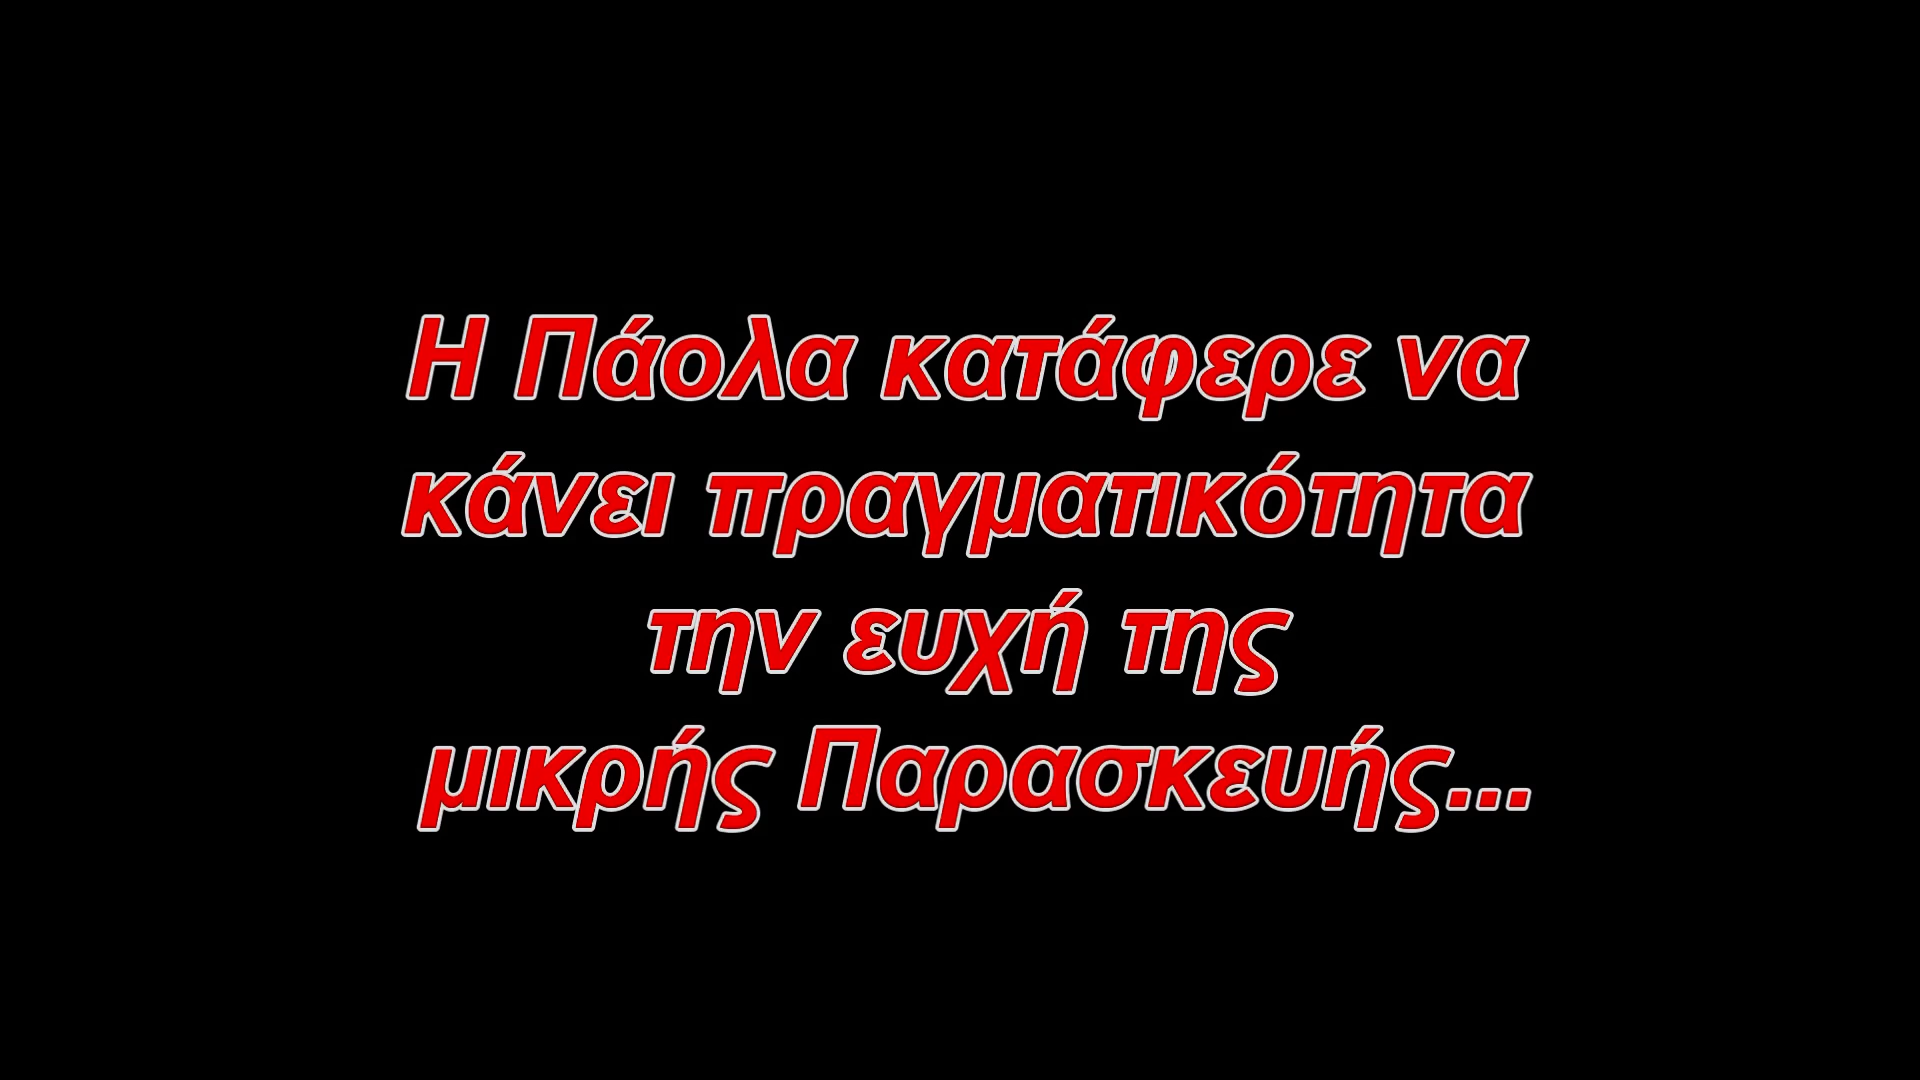 Η Πάολα κατάφερε να
κάνει πραγματικότητα
την ευχή της
μικρής Παρασκευής...